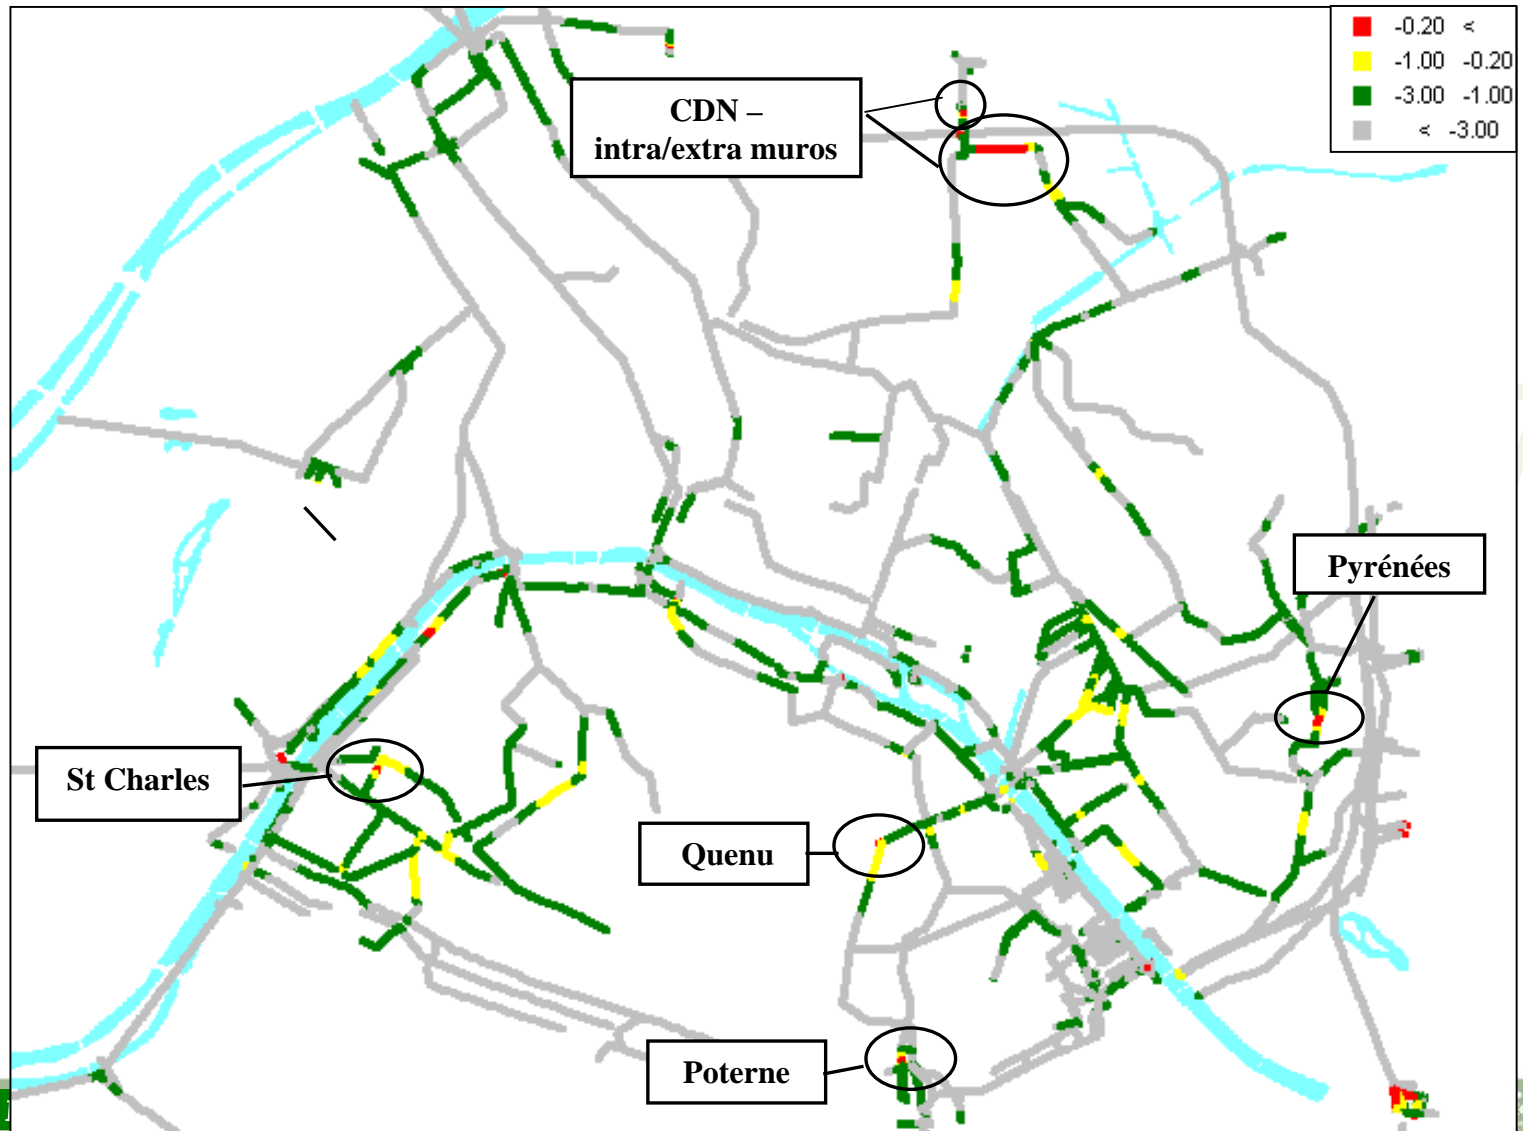 -0.20 <
-1.00 -0.20
-3.00 -1.00
< -3.00
CDN –
intra/extra muros
Pyrénées
St Charles
Quenu
Poterne